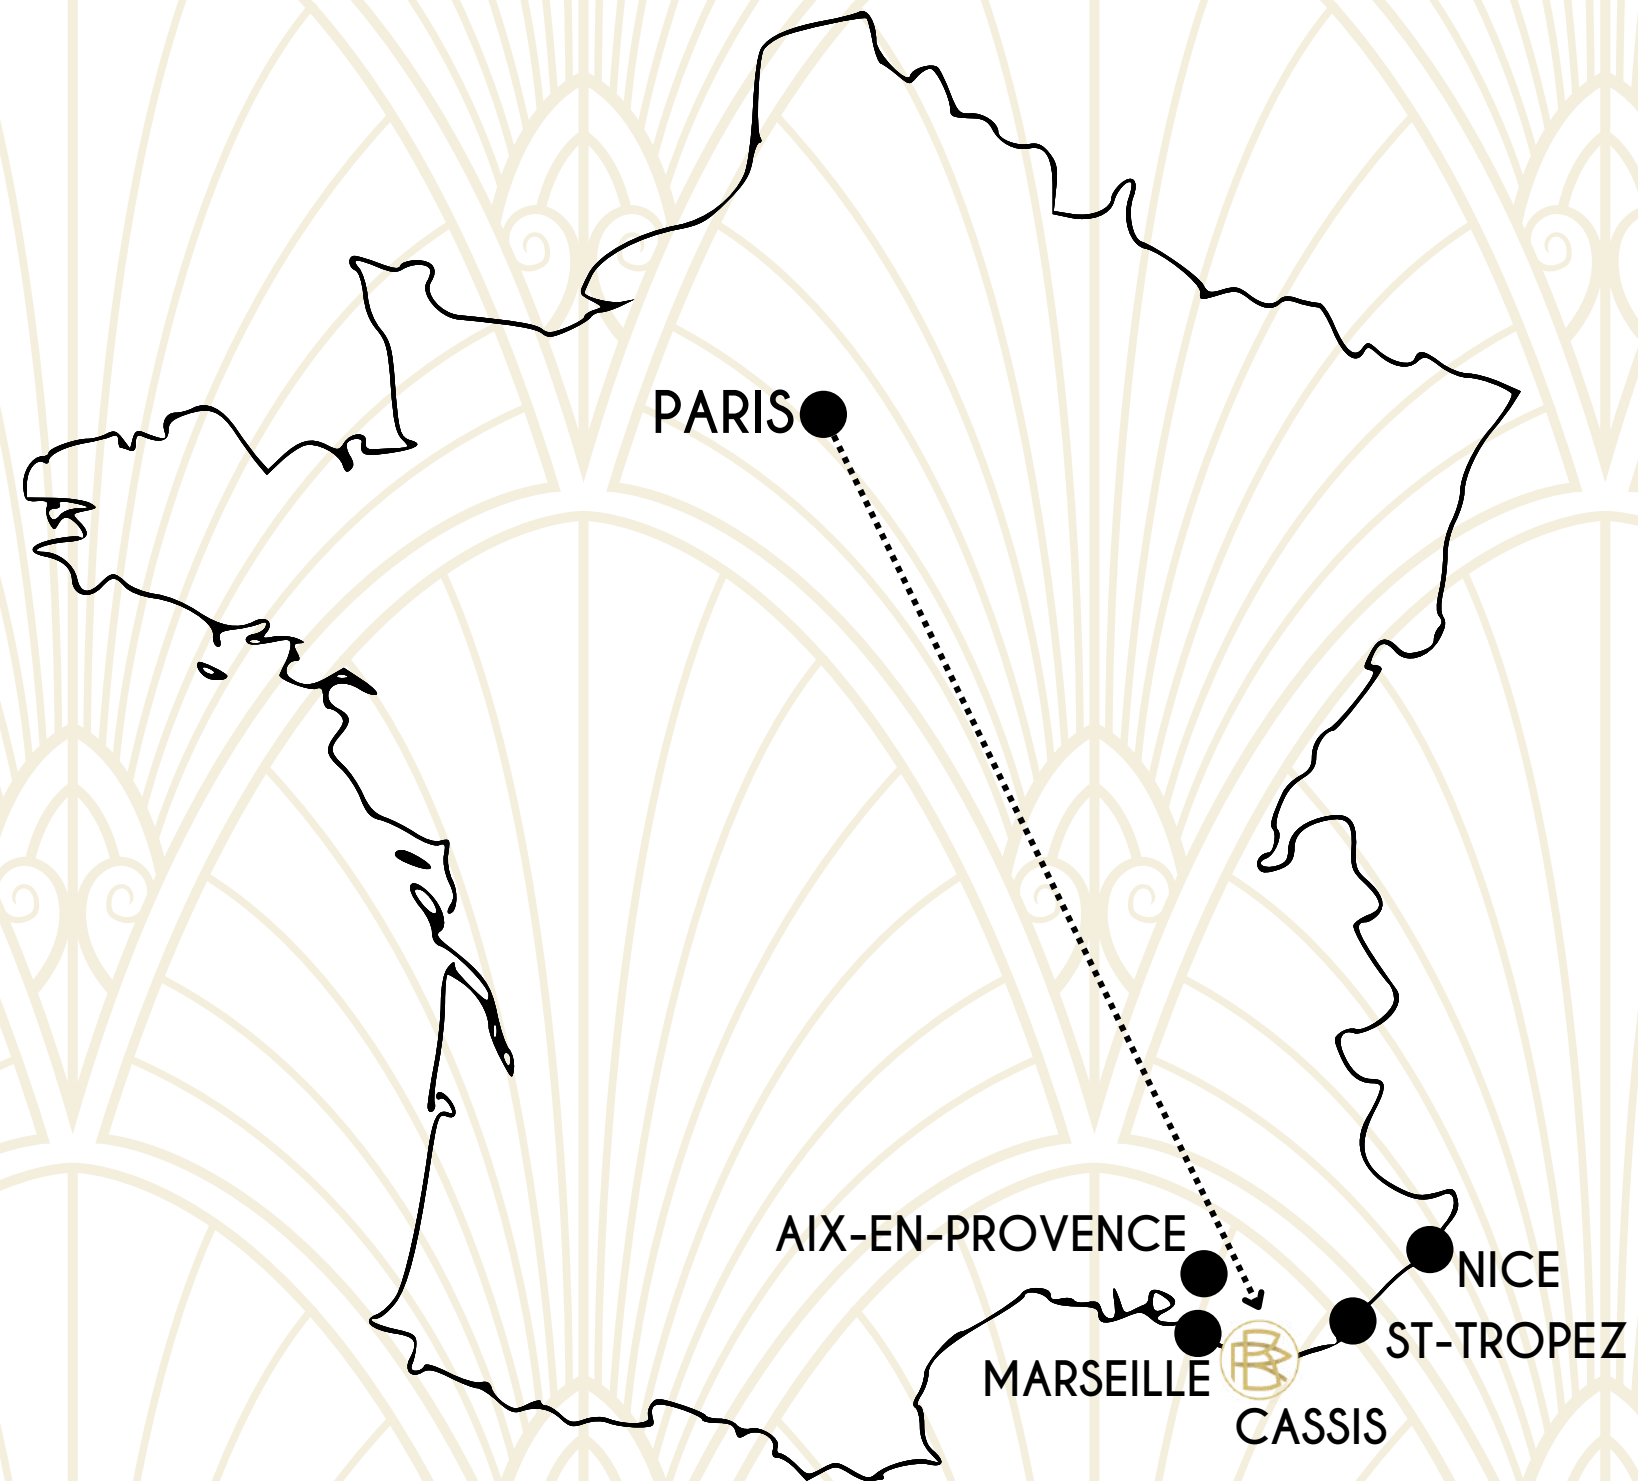 PARIS
AIX-EN-PROVENCE
NICE
ST-TROPEZ
MARSEILLE
CASSIS